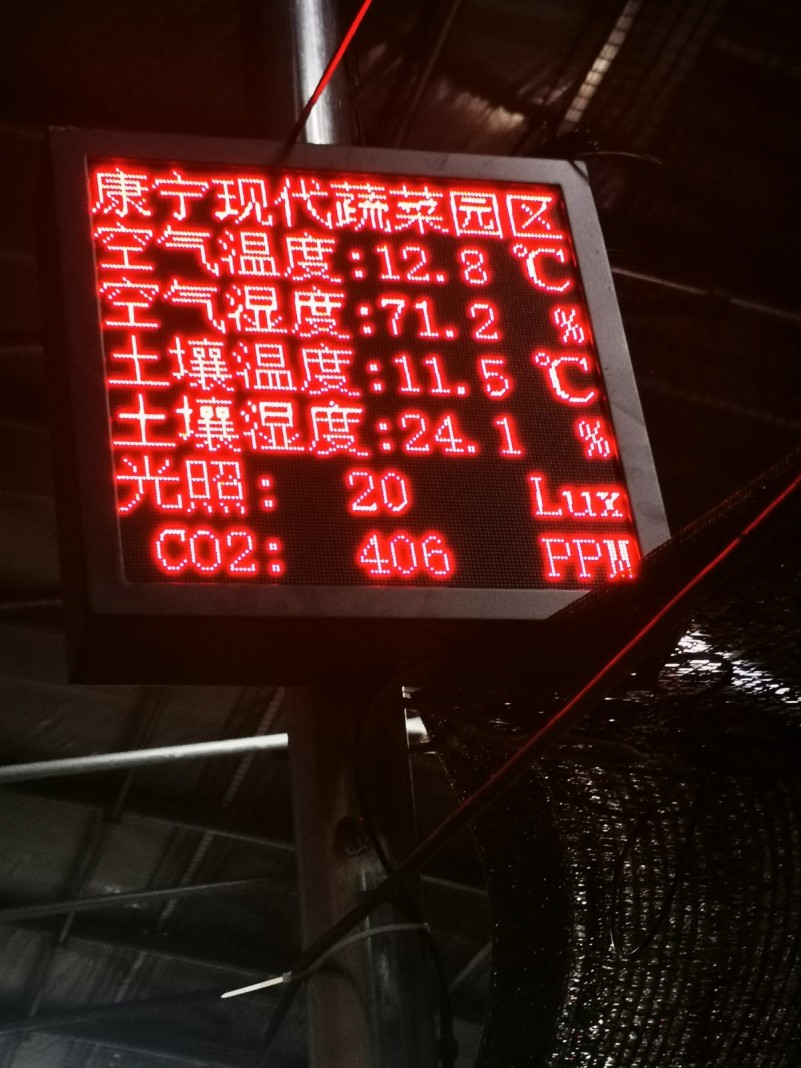 康宁现代蔬菜园区
空气温度:12.8 ℃
空气湿度:71.2 %
土壤温度:11.5 ℃
土壤湿度:24.1 %
光照: 20 Lux
CO2: 406 PPM